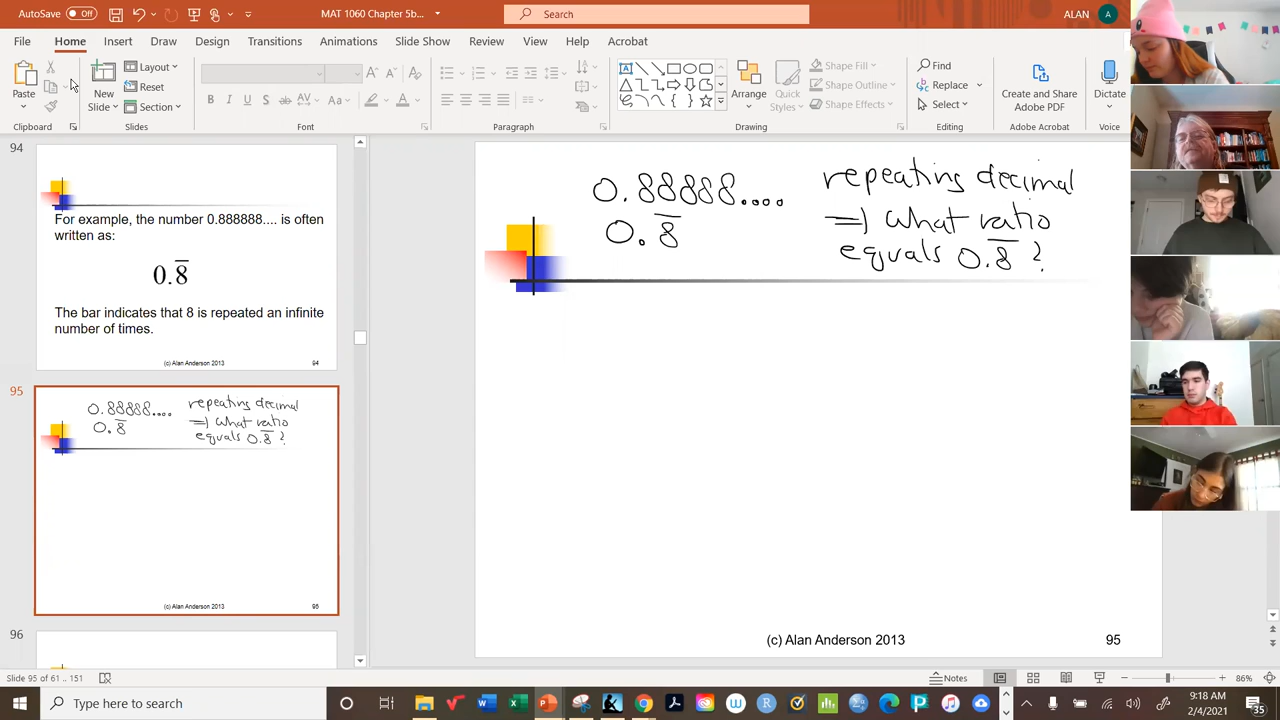 AutoSave Off MAT 1060 Chapter 5b... Search ALAN A
File Home Insert Draw Design Transitions Animations Slide Show Review View Help Acrobat
Paste New Slide Layout Reset Section A A Aa A Shape Fill Shape Outline Shape Effects Arrange Quick Styles Find Replace Select Create and Share Adobe PDF Dictate
Clipboard Slides Font Paragraph Drawing Editing Adobe Acrobat Voice
94
For example, the number 0.888888.... is often
written as:
0.8̅
The bar indicates that 8 is repeated an infinite
number of times.
(c) Alan Anderson 2013 94
95
0.88888.... repeating decimal
0.8̅ => What ratio
equals 0.8̅ ?
(c) Alan Anderson 2013 95
96
0.88888.... repeating decimal
0.8̅ => What ratio
equals 0.8̅ ?
(c) Alan Anderson 2013 95
Slide 95 of 61 .. 151 Notes 86%
Type here to search 9:18 AM
2/4/2021 35